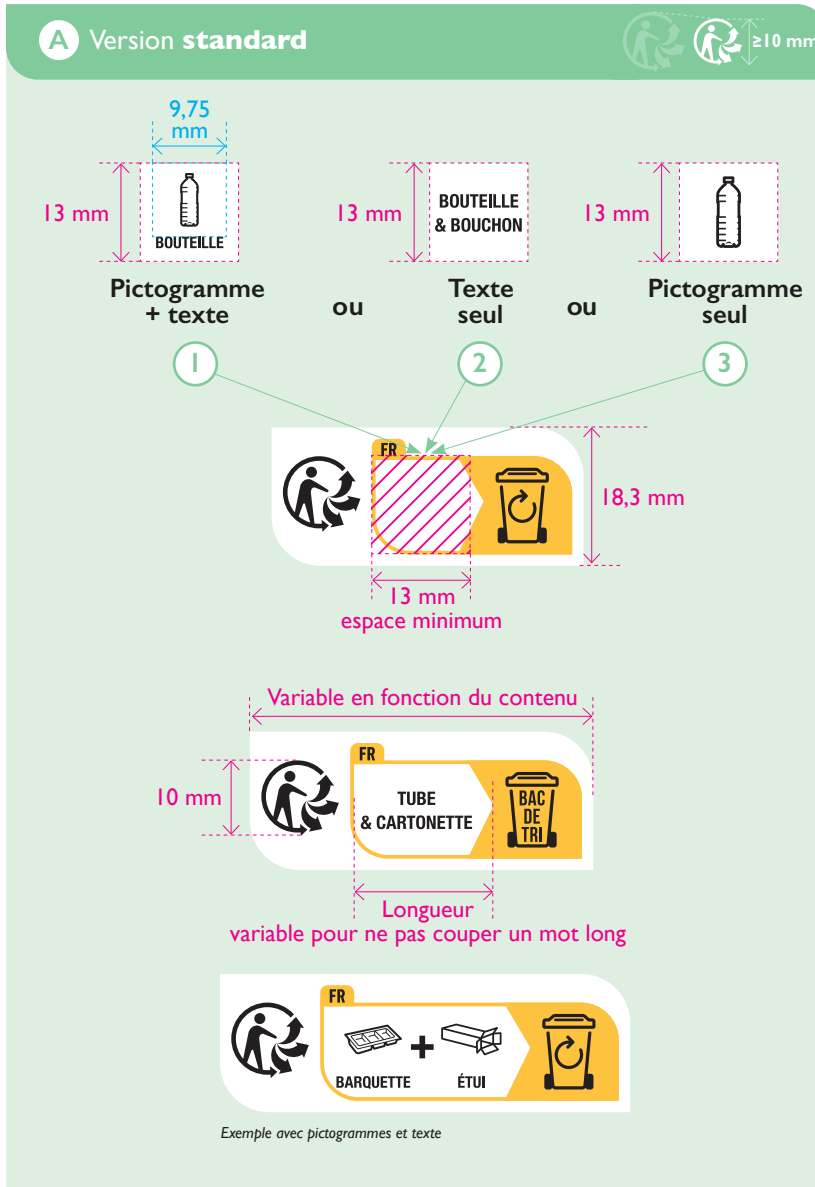 A Version standard
≥10 mm
9,75
mm
13 mm
BOUTEILLE
13 mm
BOUTEILLE
& BOUCHON
13 mm
Pictogramme
+ texte
ou
Texte
seul
ou
Pictogramme
seul
1
2
3
FR
18,3 mm
13 mm
espace minimum
Variable en fonction du contenu
FR
10 mm
TUBE
& CARTONETTE
BAC
DE
TRI
Longueur
variable pour ne pas couper un mot long
FR
+
BARQUETTE
ÉTUI
Exemple avec pictogrammes et texte